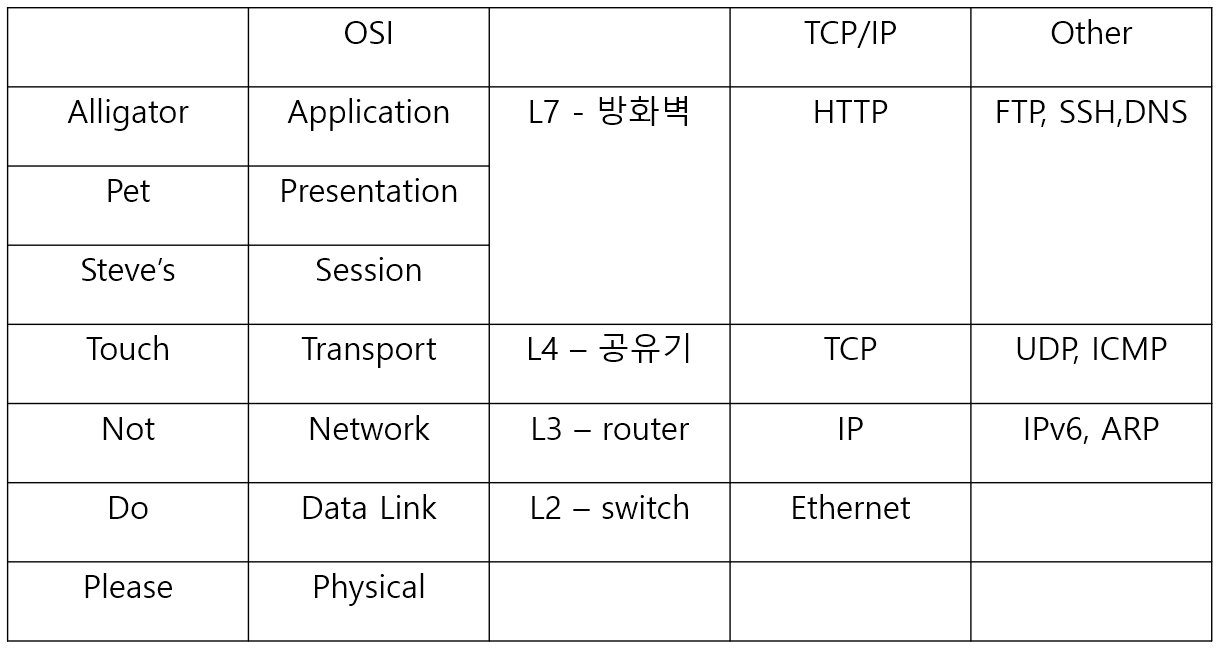 OSI TCP/IP Other
Alligator Application L7 - 방화벽 HTTP FTP, SSH,DNS
Pet Presentation
Steve’s Session
Touch Transport L4 – 공유기 TCP UDP, ICMP
Not Network L3 – router IP IPv6, ARP
Do Data Link L2 – switch Ethernet
Please Physical